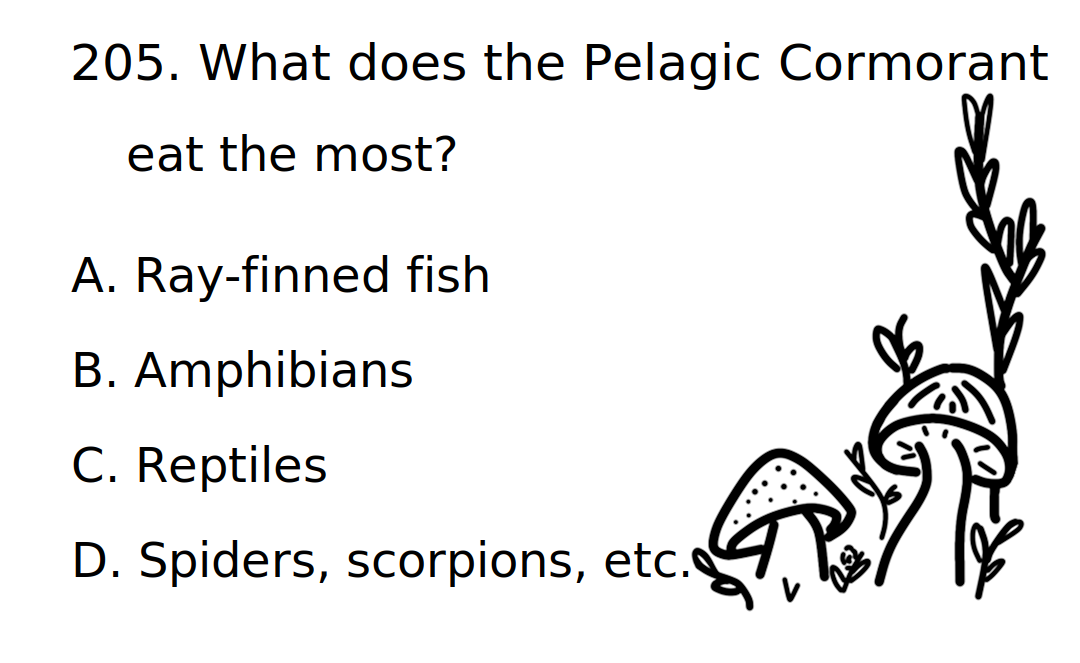 205. What does the Pelagic Cormorant
eat the most?
A. Ray-finned fish
B. Amphibians
C. Reptiles
D. Spiders, scorpions, etc.